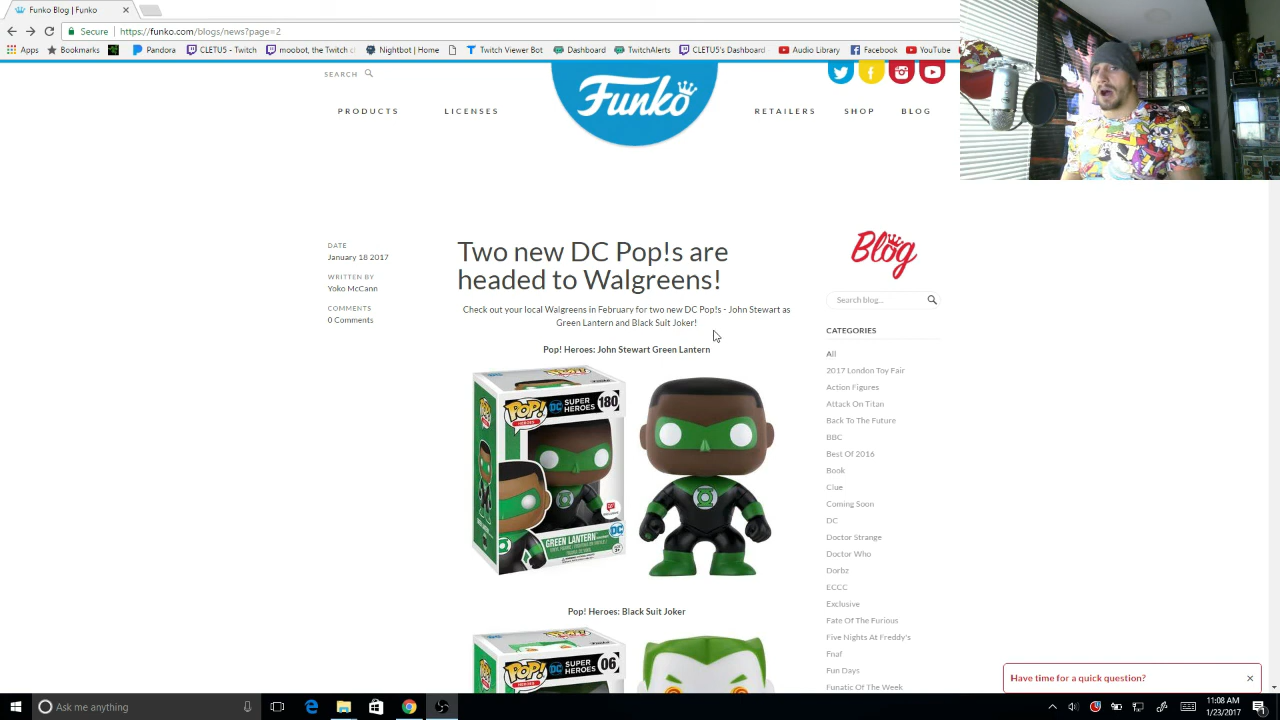 Funko Blog | Funko
Secure | https://funko.com/blogs/news?page=2
Apps Bookmarks Pandora CLETU5 - Twitch moobot, the Twitch c Nightbot | Home Twitch Viewer Bot Dashboard TwitchAlerts CLETU5's Dashboard Audio Library Facebook YouTube
SEARCH
Funko
PRODUCTS LICENSES RETAILERS SHOP BLOG
DATE
January 18 2017
WRITTEN BY
Yoko McCann
COMMENTS
0 Comments
Two new DC Pop!s are
headed to Walgreens!
Check out your local Walgreens in February for two new DC Pop!s - John Stewart as
Green Lantern and Black Suit Joker!
Pop! Heroes: John Stewart Green Lantern
POP! DC SUPER HEROES 180
HEROES
GREEN LANTERN
DC
Pop! Heroes: Black Suit Joker
POP! DC SUPER HEROES 06
HEROES
Blog
Search blog...
CATEGORIES
All
2017 London Toy Fair
Action Figures
Attack On Titan
Back To The Future
BBC
Best Of 2016
Book
Clue
Coming Soon
DC
Doctor Strange
Doctor Who
Dorbz
ECCC
Exclusive
Fate Of The Furious
Five Nights At Freddy's
Fnaf
Fun Days
Funatic Of The Week
Have time for a quick question?
Ask me anything
11:08 AM
1/23/2017